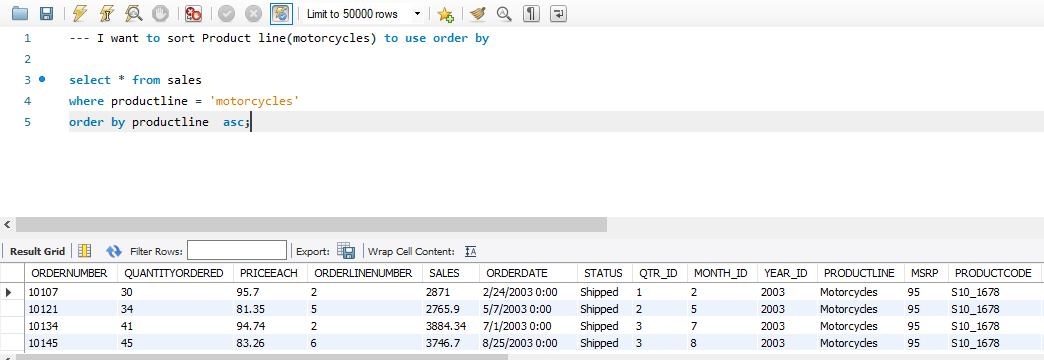 Limit to 50000 rows
1 --- I want to sort Product line(motorcycles) to use order by
2
3 select * from sales
4 where productline = 'motorcycles'
5 order by productline  asc;
Result Grid Filter Rows: Export: Wrap Cell Content:
ORDERNUMBER QUANTITYORDERED PRICEEACH ORDERLINENUMBER SALES ORDERDATE STATUS QTR_ID MONTH_ID YEAR_ID PRODUCTLINE MSRP PRODUCTCODE
10107 30 95.7 2 2871 2/24/2003 0:00 Shipped 1 2 2003 Motorcycles 95 S10_1678
10121 34 81.35 5 2765.9 5/7/2003 0:00 Shipped 2 5 2003 Motorcycles 95 S10_1678
10134 41 94.74 2 3884.34 7/1/2003 0:00 Shipped 3 7 2003 Motorcycles 95 S10_1678
10145 45 83.26 6 3746.7 8/25/2003 0:00 Shipped 3 8 2003 Motorcycles 95 S10_1678